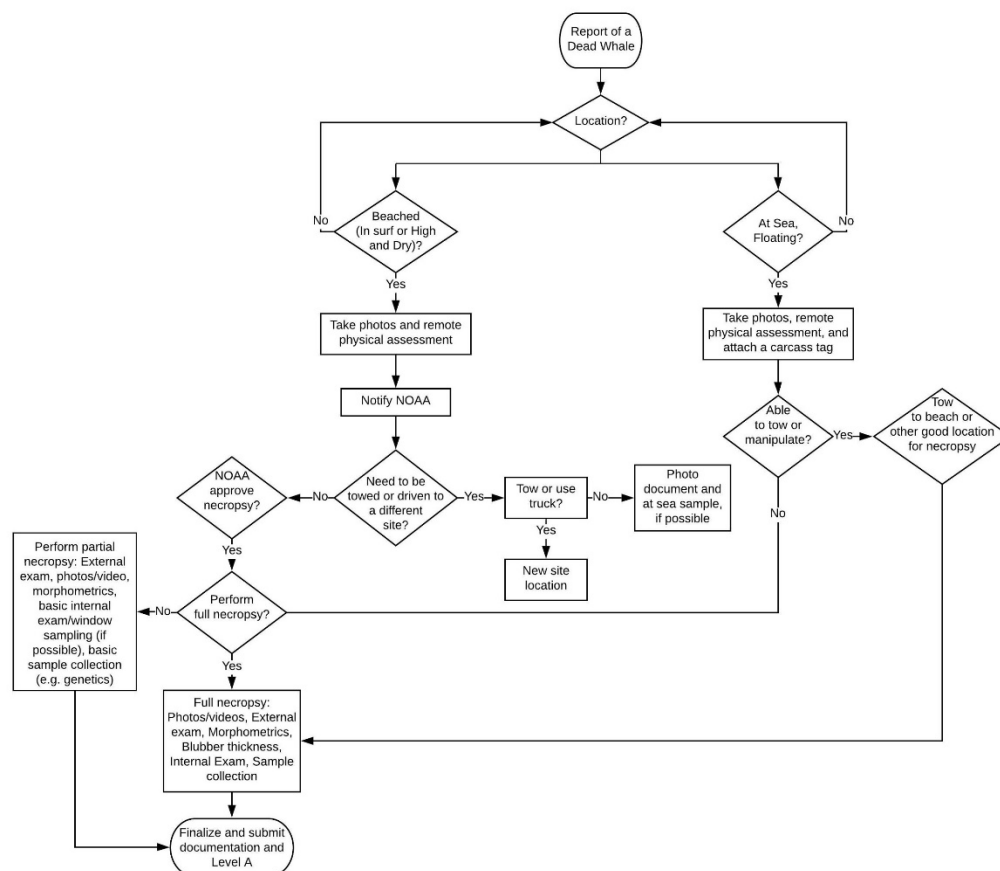 Report of a
Dead Whale
Location?
No
Beached
(In surf or High
and Dry)?
At Sea,
Floating?
No
Yes
Yes
Take photos and remote
physical assessment
Take photos, remote
physical assessment, and
attach a carcass tag
Notify NOAA
Able
to tow or
manipulate?
Yes
Tow
to beach or
other good location
for necropsy
NOAA
approve
necropsy?
No
Need to be
towed or driven to
a different
site?
Yes
Tow or use
truck?
No
Photo
document and
at sea sample,
if possible
No
Yes
Yes
New site
location
Perform partial
necropsy: External
exam, photos/video,
morphometrics,
basic internal
exam/window
sampling (if
possible), basic
sample collection
(e.g. genetics)
No
Perform
full necropsy?
Yes
Full necropsy:
Photos/videos, External
exam, Morphometrics,
Blubber thickness,
Internal Exam, Sample
collection
Finalize and submit
documentation and
Level A